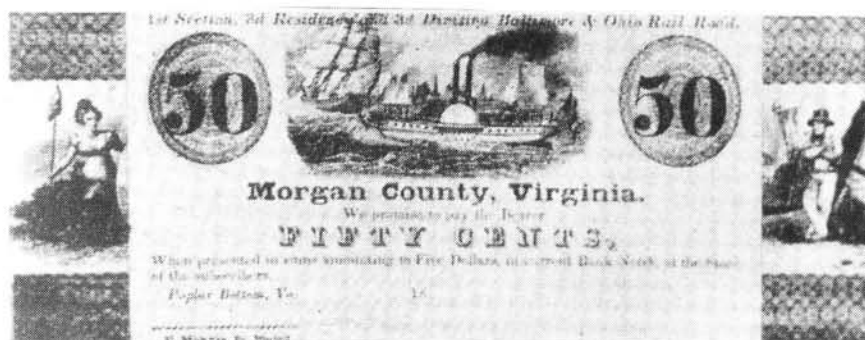 1st Section, 2d Residency and 3d Division Baltimore & Ohio Rail Road.
50 50
Morgan County, Virginia.
We promise to pay the Bearer
FIFTY CENTS,
When presented in sums amounting to Five Dollars, in current Bank Notes, at the
of the subscribers.
Poplar Bottom, Va. 18